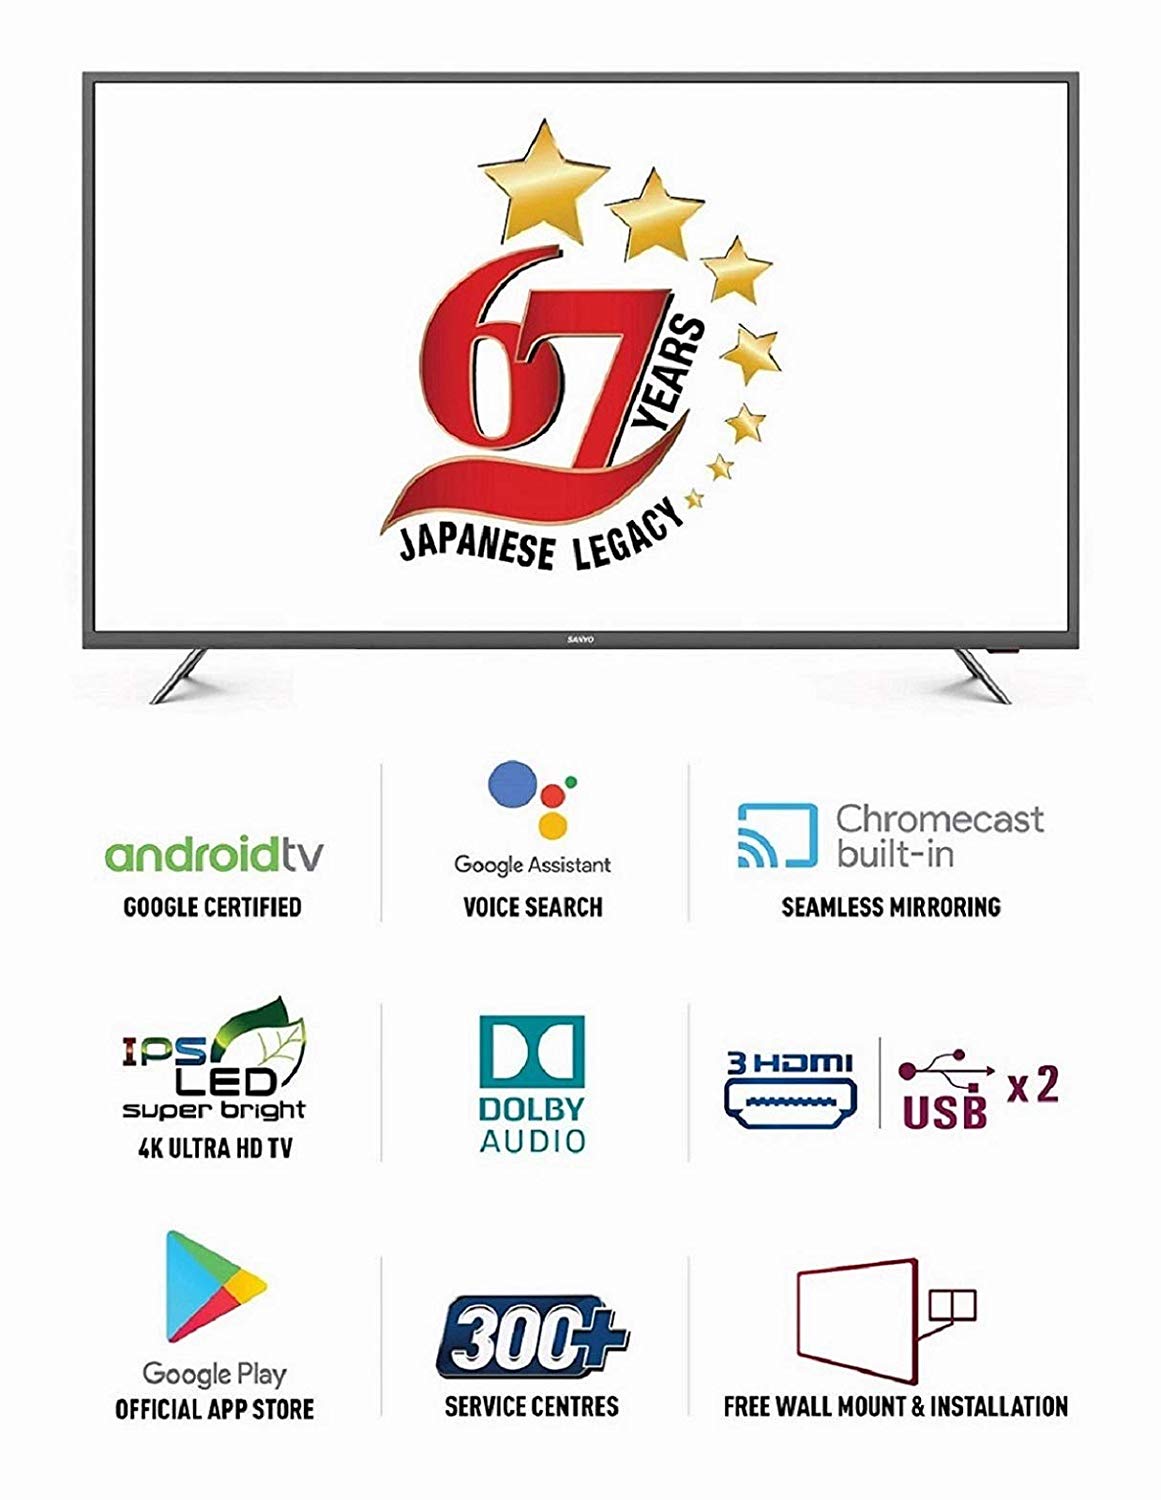 67
YEARS
JAPANESE LEGACY
SANYO
androidtv
GOOGLE CERTIFIED
Google Assistant
VOICE SEARCH
Chromecast
built-in
SEAMLESS MIRRORING
IPS
LED
super bright
4K ULTRA HD TV
DOLBY
AUDIO
3 HDMI
USB x 2
Google Play
OFFICIAL APP STORE
300+
SERVICE CENTRES
FREE WALL MOUNT & INSTALLATION